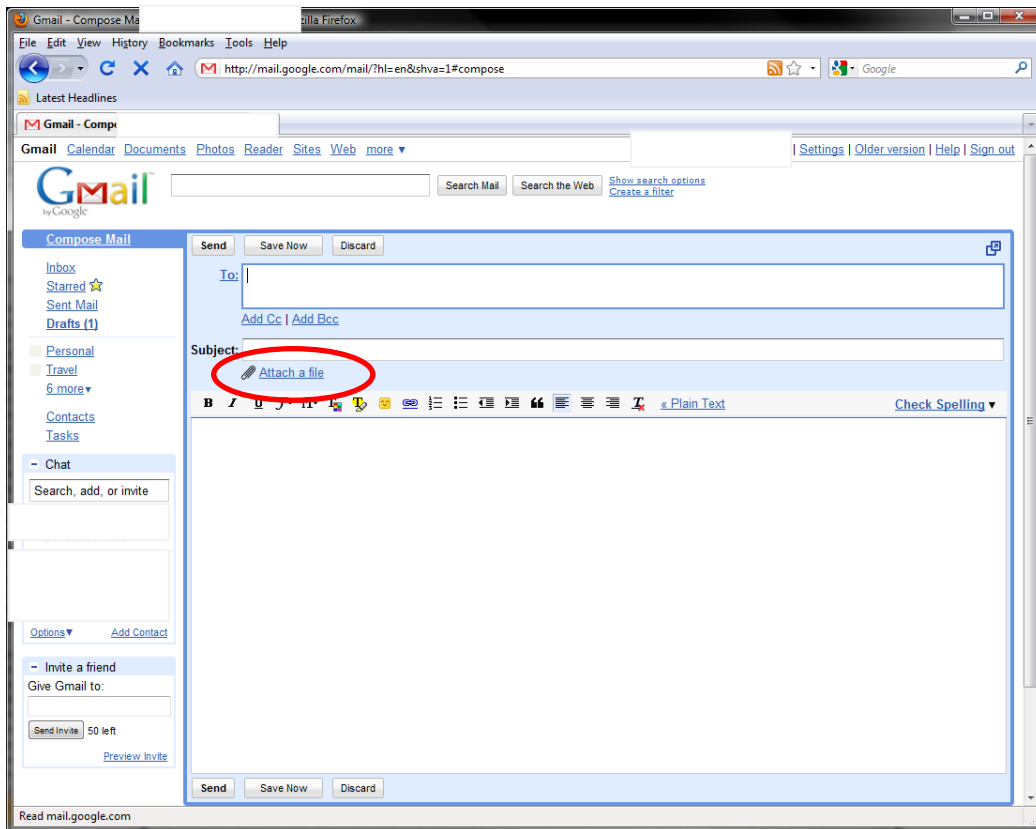 Gmail - Compose Ma zilla Firefox
File Edit View History Bookmarks Tools Help
http://mail.google.com/mail/?hl=en&shva=1#compose Google
Latest Headlines
Gmail - Comp
Gmail Calendar Documents Photos Reader Sites Web more ▼ | Settings | Older version | Help | Sign out
Gmail by Google
Search Mail Search the Web Show search options
Create a filter
Compose Mail
Send Save Now Discard
Inbox
Starred
Sent Mail
Drafts (1)
Personal
Travel
6 more ▼
Contacts
Tasks
To:
Add Cc | Add Bcc
Subject:
Attach a file
B I U « Plain Text Check Spelling ▼
– Chat
Search, add, or invite
Options ▼ Add Contact
– Invite a friend
Give Gmail to:
Send Invite 50 left
Preview Invite
Send Save Now Discard
Read mail.google.com